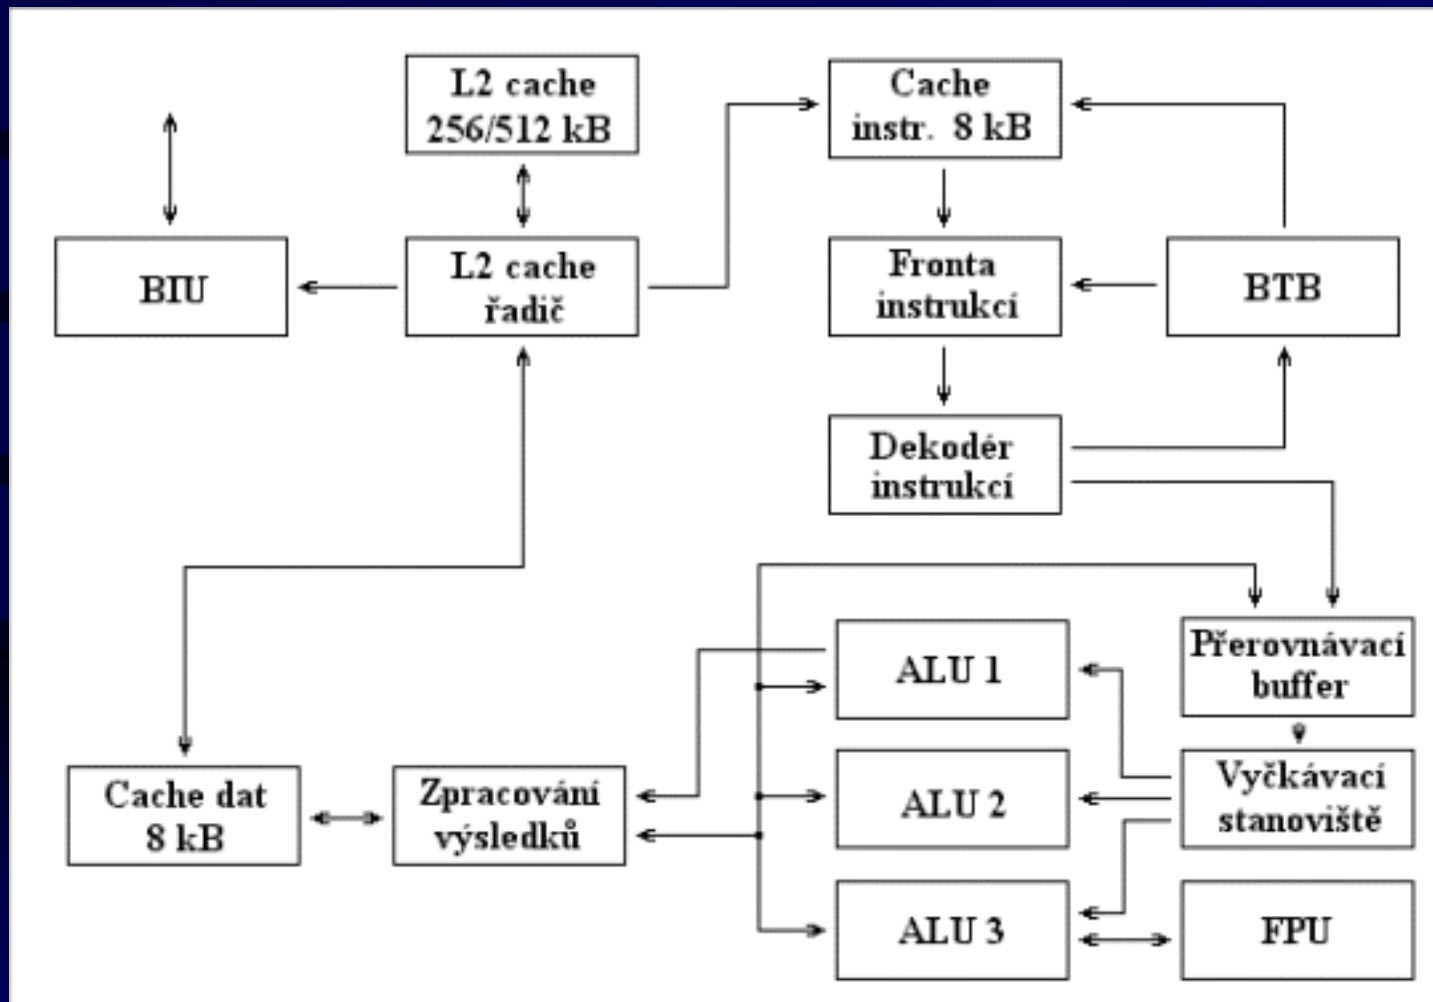 L2 cache
256/512 kB
Cache
instr. 8 kB
BIU
L2 cache
řadič
Fronta
instrukcí
BTB
Dekodér
instrukcí
Přerovnávací
buffer
ALU 1
Cache dat
8 kB
Zpracování
výsledků
ALU 2
Vyčkávací
stanoviště
ALU 3
FPU